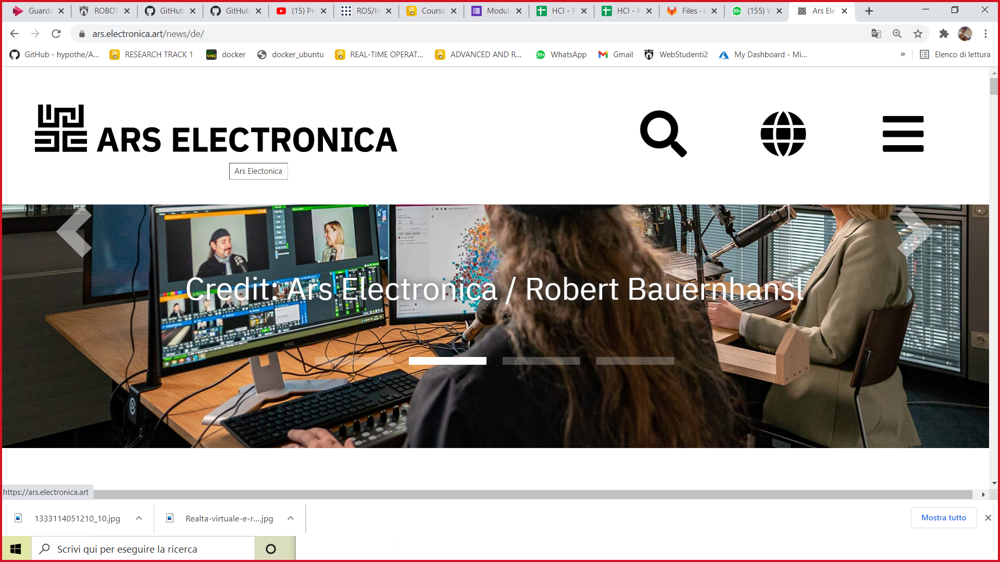 Guarda
ROBOT
GitHub
GitHub
(15) Pr
ROS/In
Course
Modul
HCI - F
HCI - F
Files · e
(155) W
Ars Ele
ars.electronica.art/news/de/
GitHub - hypothe/A...
RESEARCH TRACK 1
docker
docker_ubuntu
REAL-TIME OPERAT...
ADVANCED AND R...
99+
WhatsApp
Gmail
WebStudenti2
My Dashboard - Mi...
»
Elenco di lettura
ARS ELECTRONICA
Ars Electonica
Credit: Ars Electronica / Robert Bauernhansl
https://ars.electronica.art
1333114051210_10.jpg
Realta-virtuale-e-r....jpg
Mostra tutto
Scrivi qui per eseguire la ricerca